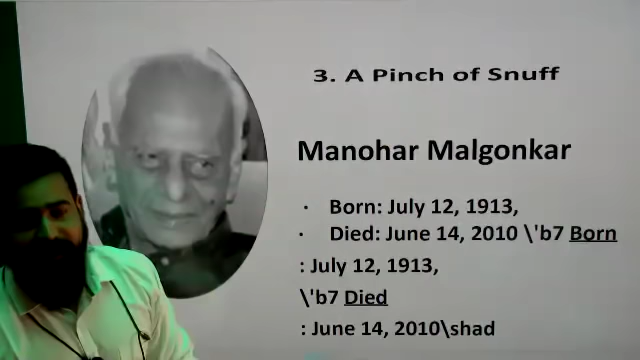 3. A Pinch of Snuff
Manohar Malgonkar
· Born: July 12, 1913,
· Died: June 14, 2010 \'b7 Born
: July 12, 1913,
\'b7 Died
: June 14, 2010\shad